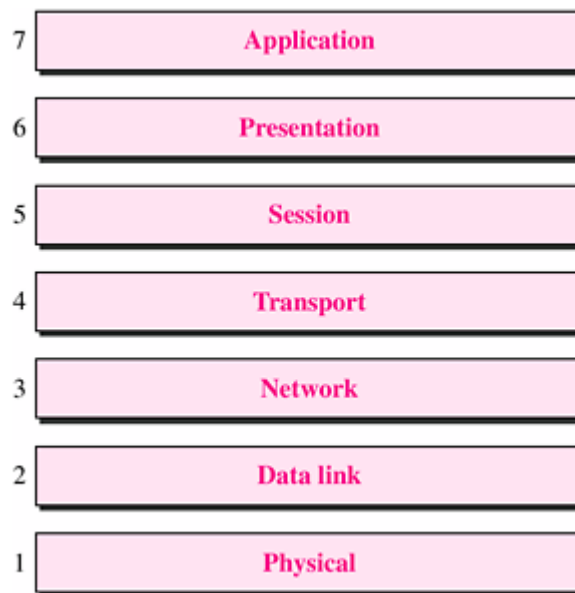 7 Application
6 Presentation
5 Session
4 Transport
3 Network
2 Data link
1 Physical